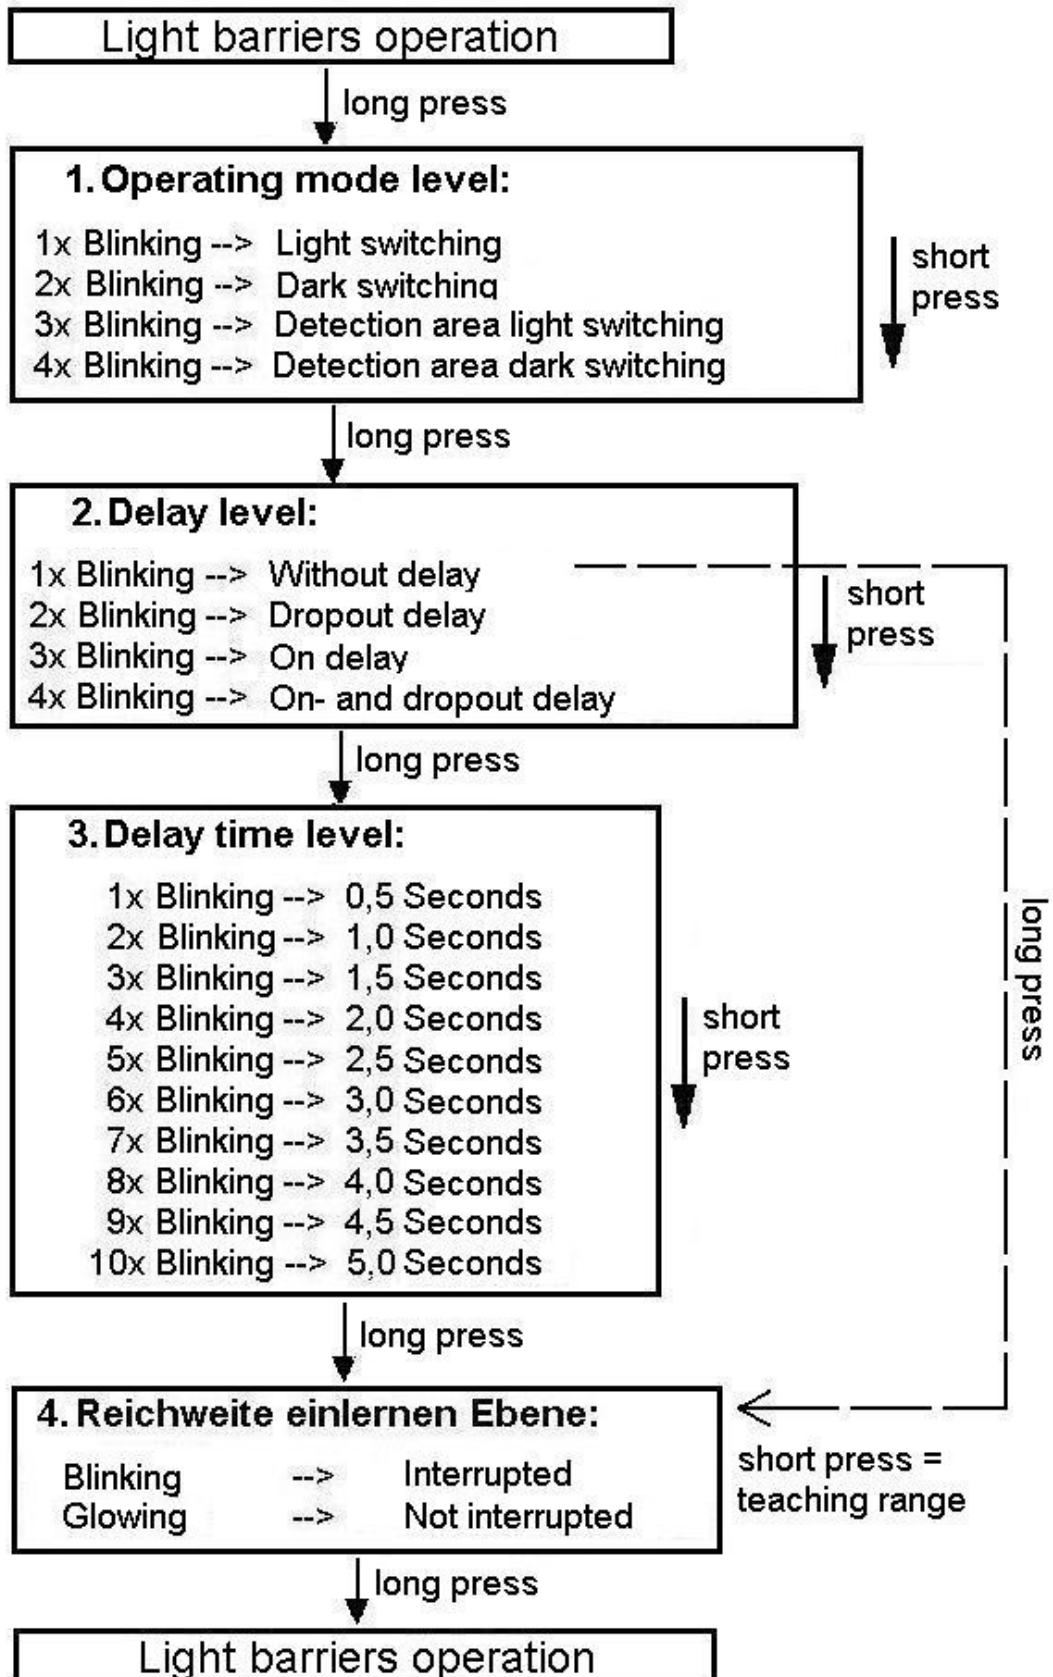 Light barriers operation
long press
1. Operating mode level:
1x Blinking --> Light switching
2x Blinking --> Dark switching
3x Blinking --> Detection area light switching
4x Blinking --> Detection area dark switching
short
press
long press
2. Delay level:
1x Blinking --> Without delay
2x Blinking --> Dropout delay
3x Blinking --> On delay
4x Blinking --> On- and dropout delay
short
press
long press
3. Delay time level:
1x Blinking --> 0,5 Seconds
2x Blinking --> 1,0 Seconds
3x Blinking --> 1,5 Seconds
4x Blinking --> 2,0 Seconds
5x Blinking --> 2,5 Seconds
6x Blinking --> 3,0 Seconds
7x Blinking --> 3,5 Seconds
8x Blinking --> 4,0 Seconds
9x Blinking --> 4,5 Seconds
10x Blinking --> 5,0 Seconds
short
press
long press
long press
4. Reichweite einlernen Ebene:
Blinking --> Interrupted
Glowing --> Not interrupted
short press =
teaching range
long press
Light barriers operation